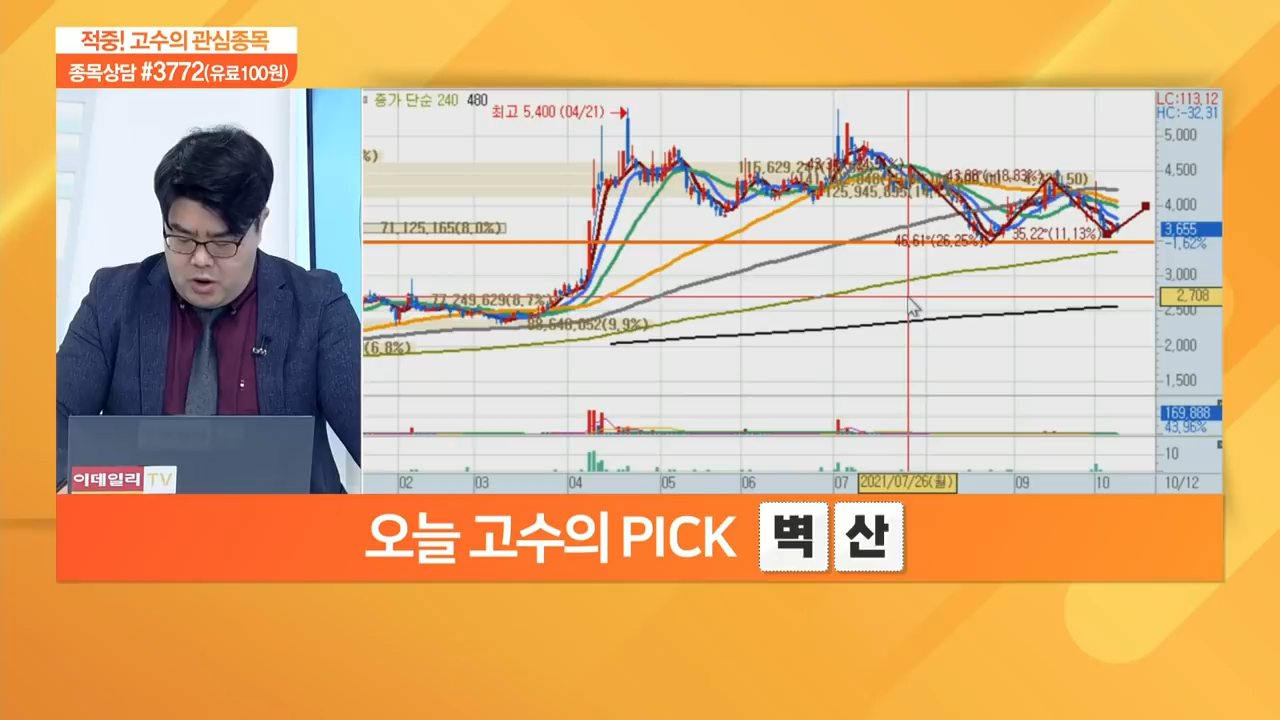 적중! 고수의 관심종목
종목상담 #3772(유료100원)
종가 단순 240 480
최고 5,400 (04/21)
LC:113,12
HC:-32,31
5,000
4,500
4,000
3,655
-1,62%
3,000
2,708
2,500
2,000
1,500
%)
71,125,165(8,0%)
77,249,629(8,7%)
88,648,052(9,9%)
(6,8%)
46,61*(26,25%)
35,22*(11,13%)
169,888
43,96%
10
02 03 04 05 06 07 2021/07/26(월) 09 10 10/12
이데일리 TV
오늘 고수의 PICK 벽산